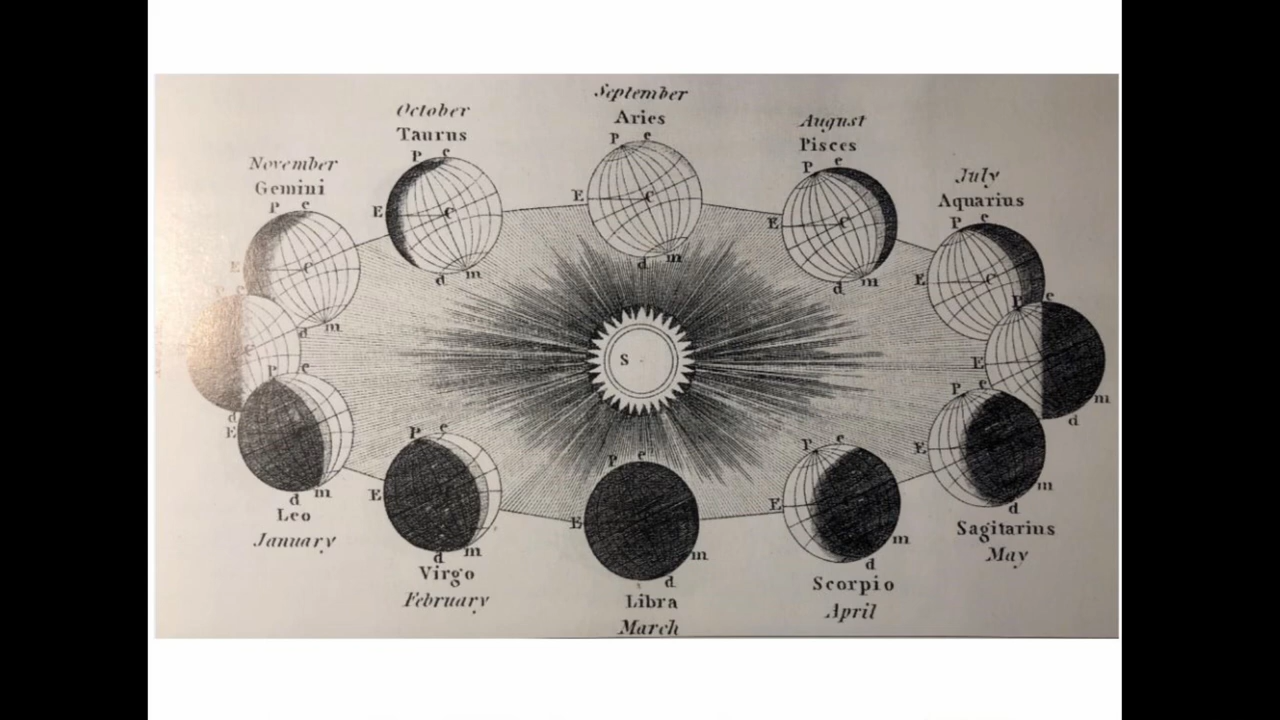 September
Aries
October
Taurus
August
Pisces
November
Gemini
July
Aquarius
P e
P e
P e
P e
P e
E C
E C
E C
E C
E C
d m
d m
d m
m
P e
E
d
m
S
d
P e
E
d m
Leo
January
P e
E
d m
Virgo
February
P e
E
m
d
Libra
March
P e
E
m
d
Scorpio
April
P e
E
m
d
Sagitarius
May